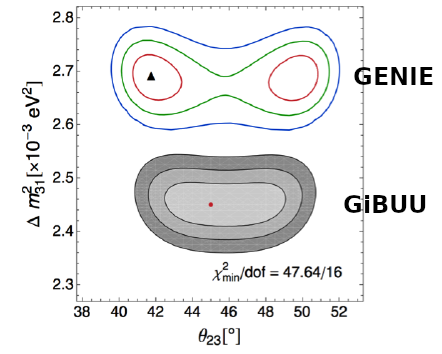 2.8
2.7
2.6
2.5
2.4
2.3
Δ m²₃₁[×10⁻³ eV²]
GENIE
GiBUU
χ²min/dof = 47.64/16
38 40 42 44 46 48 50 52
θ₂₃[°]